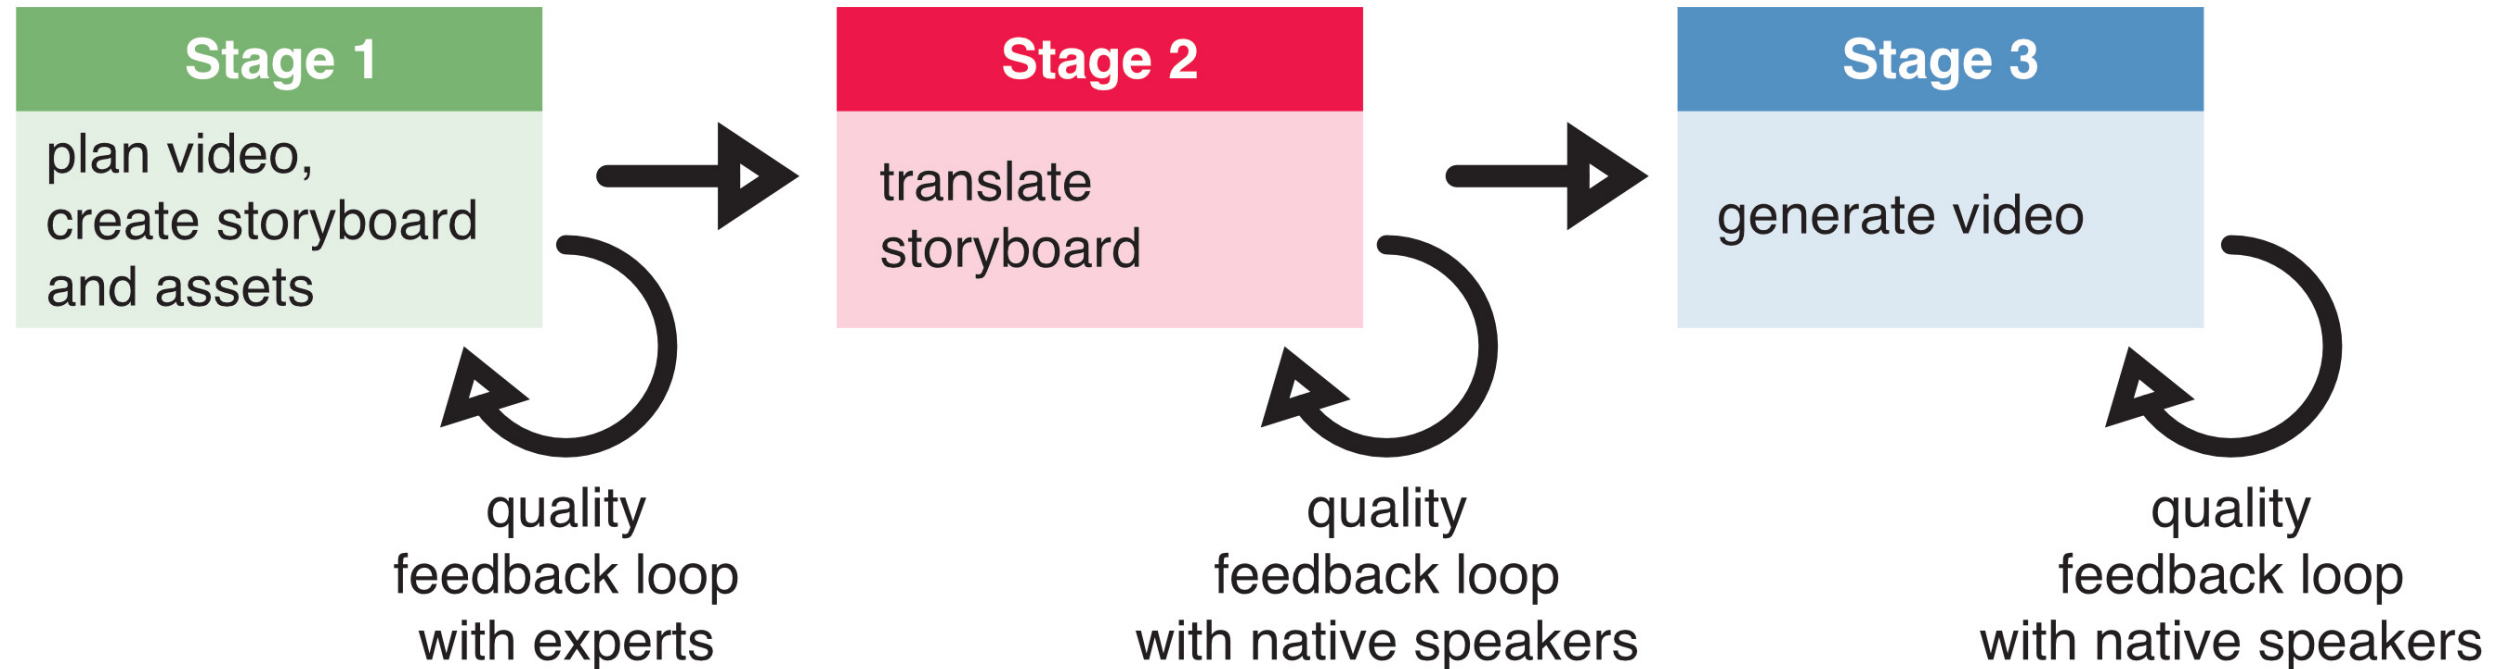 Stage 1
plan video,
create storyboard
and assets
quality
feedback loop
with experts
Stage 2
translate
storyboard
quality
feedback loop
with native speakers
Stage 3
generate video
quality
feedback loop
with native speakers